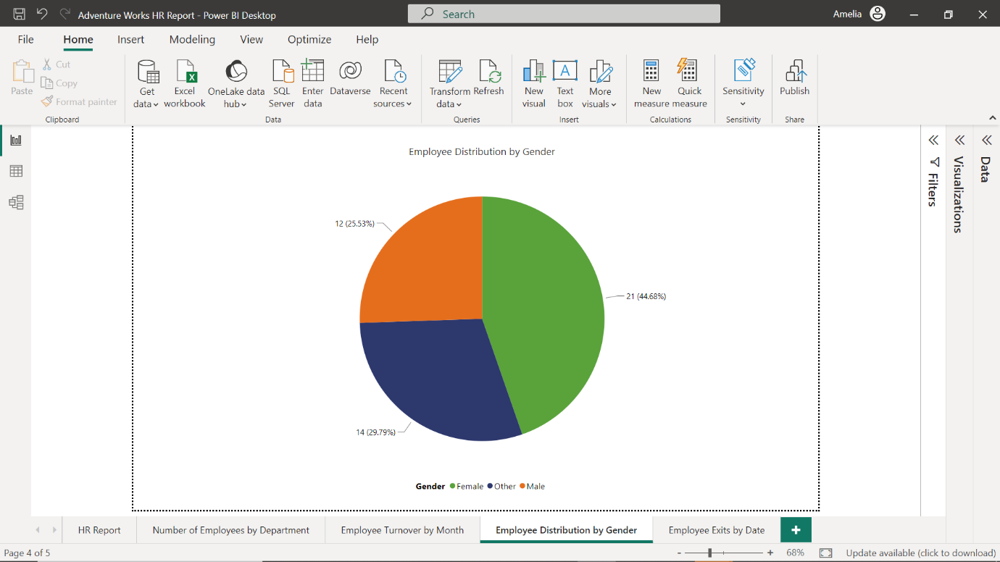 Adventure Works HR Report - Power BI Desktop
Search
Amelia
File Home Insert Modeling View Optimize Help
Paste
Cut
Copy
Format painter
Clipboard
Get data
Excel workbook
OneLake data hub
SQL Server
Enter data
Dataverse
Recent sources
Data
Transform data
Refresh
Queries
New visual
Text box
More visuals
Insert
New measure
Quick measure
Calculations
Sensitivity
Sensitivity
Publish
Share
Employee Distribution by Gender
12 (25.53%)
21 (44.68%)
14 (29.79%)
Gender Female Other Male
Filters
Visualizations
Data
HR Report
Number of Employees by Department
Employee Turnover by Month
Employee Distribution by Gender
Employee Exits by Date
+
Page 4 of 5
- + 68%
Update available (click to download)